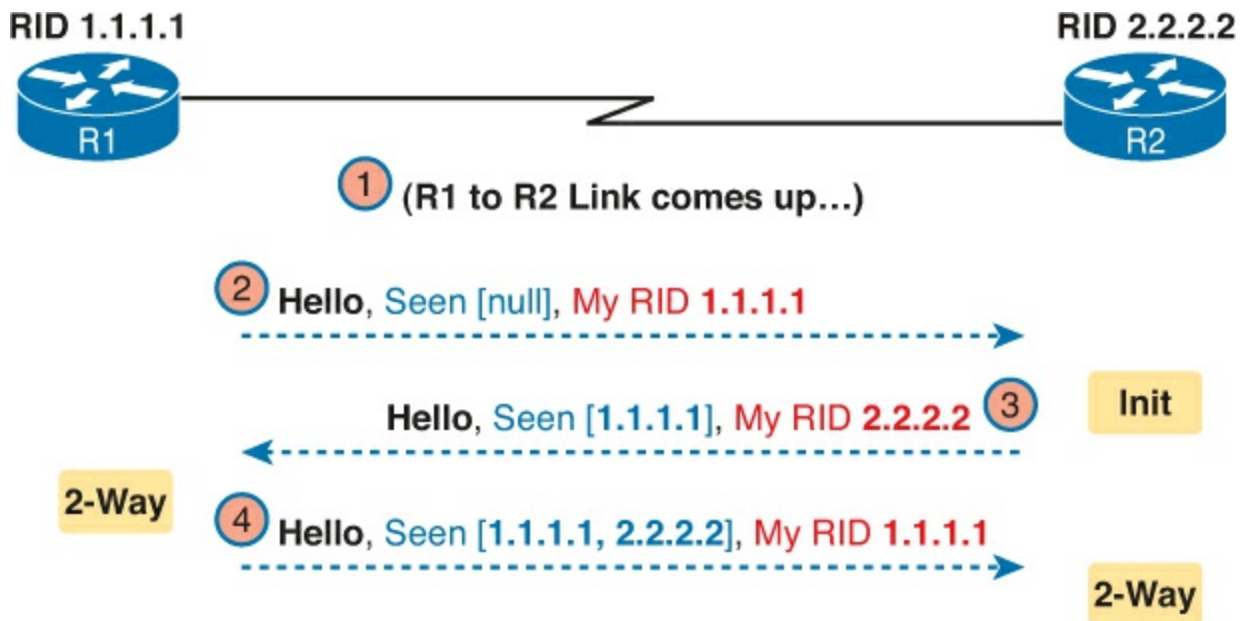 RID 1.1.1.1
RID 2.2.2.2
R1
R2
1 (R1 to R2 Link comes up...)
2 Hello, Seen [null], My RID 1.1.1.1
Hello, Seen [1.1.1.1], My RID 2.2.2.2 3
Init
2-Way
4 Hello, Seen [1.1.1.1, 2.2.2.2], My RID 1.1.1.1
2-Way